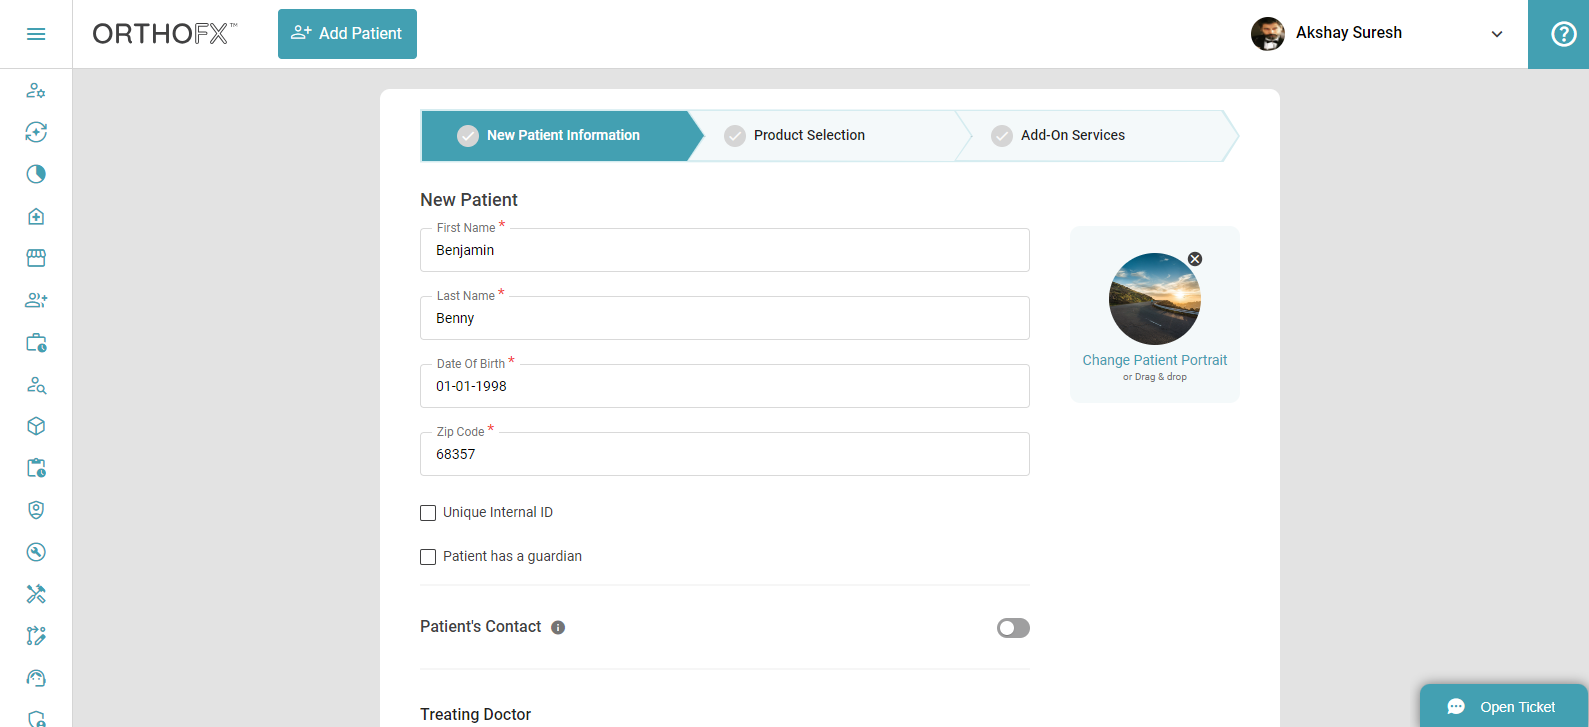 ORTHOFX™
Add Patient
Akshay Suresh
New Patient Information
Product Selection
Add-On Services
New Patient
First Name *
Benjamin
Last Name *
Benny
Date Of Birth *
01-01-1998
Zip Code *
68357
Change Patient Portrait
or Drag & drop
Unique Internal ID
Patient has a guardian
Patient's Contact
Treating Doctor
Open Ticket